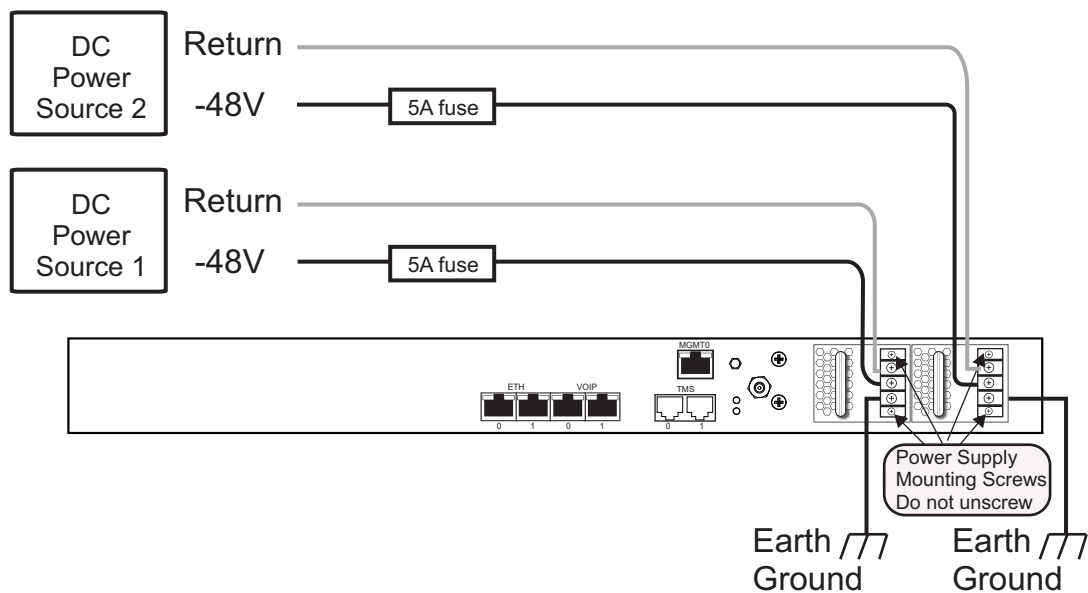 DC
Power
Source 2
Return
-48V
5A fuse
DC
Power
Source 1
Return
-48V
5A fuse
MGMT0
ETH
VOIP
TMS
0
1
0
1
0
1
Power Supply
Mounting Screws
Do not unscrew
Earth
Ground
Earth
Ground